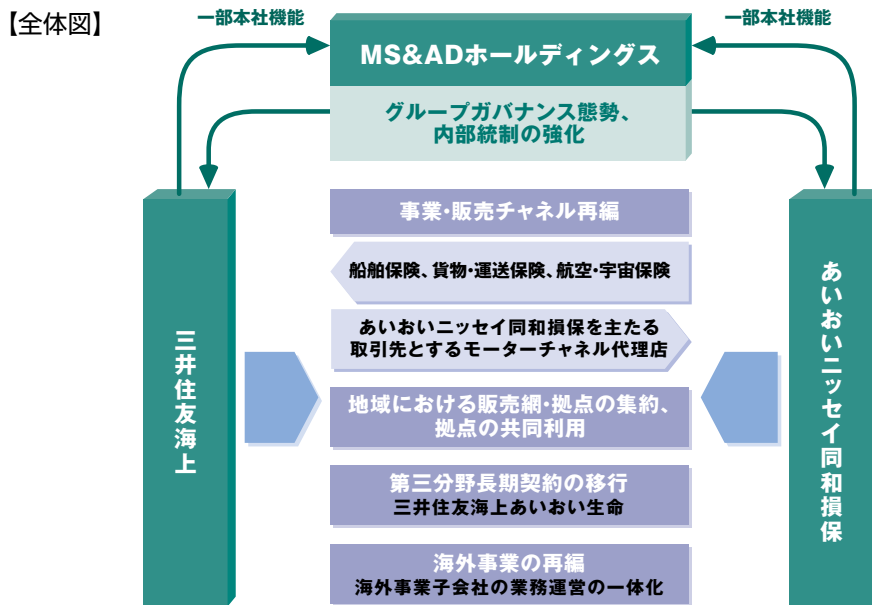 【全体図】
一部本社機能
一部本社機能
MS&ADホールディングス
グループガバナンス態勢、
内部統制の強化
事業・販売チャネル再編
船舶保険、貨物・運送保険、航空・宇宙保険
あいおいニッセイ同和損保を主たる
取引先とするモーターチャネル代理店
地域における販売網・拠点の集約、
拠点の共同利用
第三分野長期契約の移行
三井住友海上あいおい生命
海外事業の再編
海外事業子会社の業務運営の一体化
三井住友海上
あいおいニッセイ同和損保